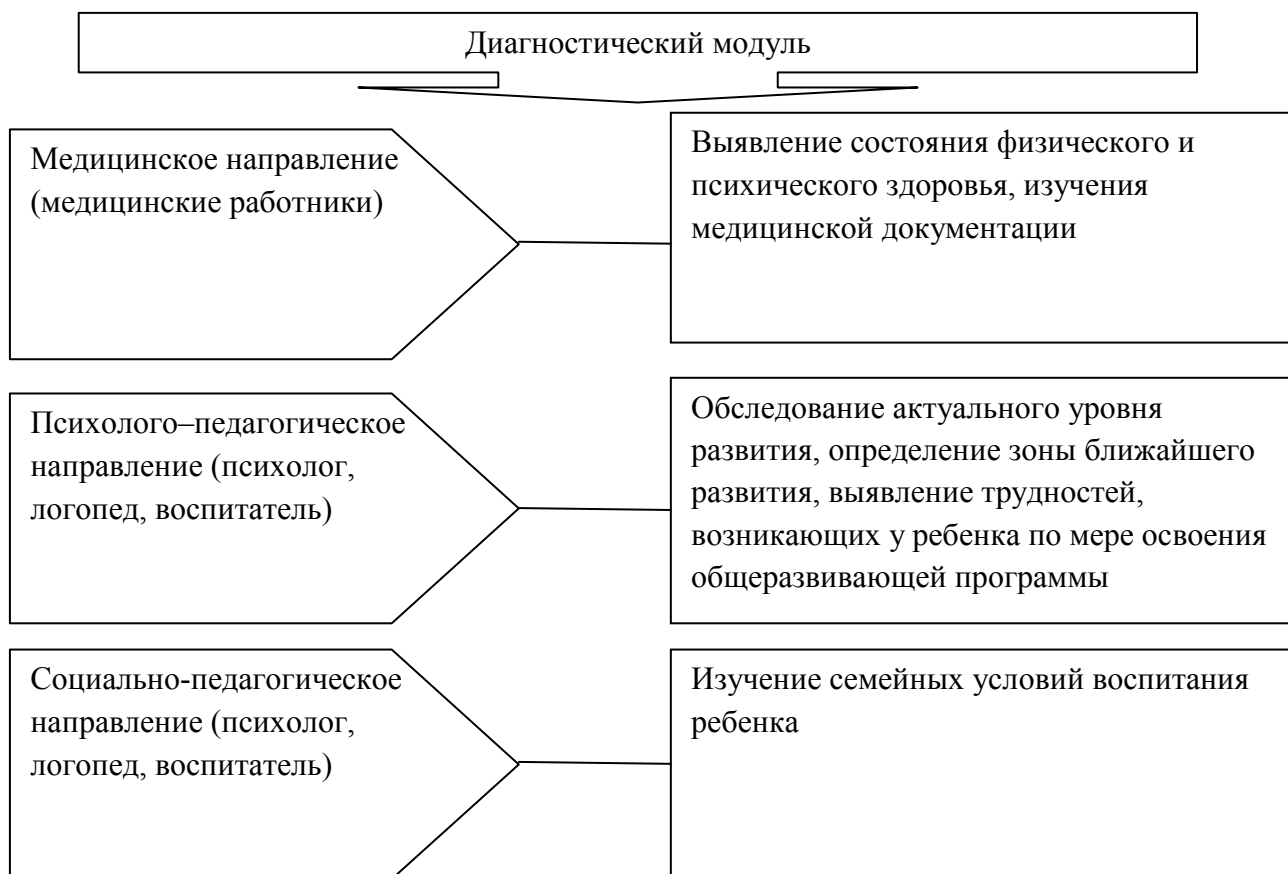 Диагностический модуль
Медицинское направление
(медицинские работники)
Выявление состояния физического и
психического здоровья, изучения
медицинской документации
Психолого–педагогическое
направление (психолог,
логопед, воспитатель)
Обследование актуального уровня
развития, определение зоны ближайшего
развития, выявление трудностей,
возникающих у ребенка по мере освоения
общеразвивающей программы
Социально-педагогическое
направление (психолог,
логопед, воспитатель)
Изучение семейных условий воспитания
ребенка